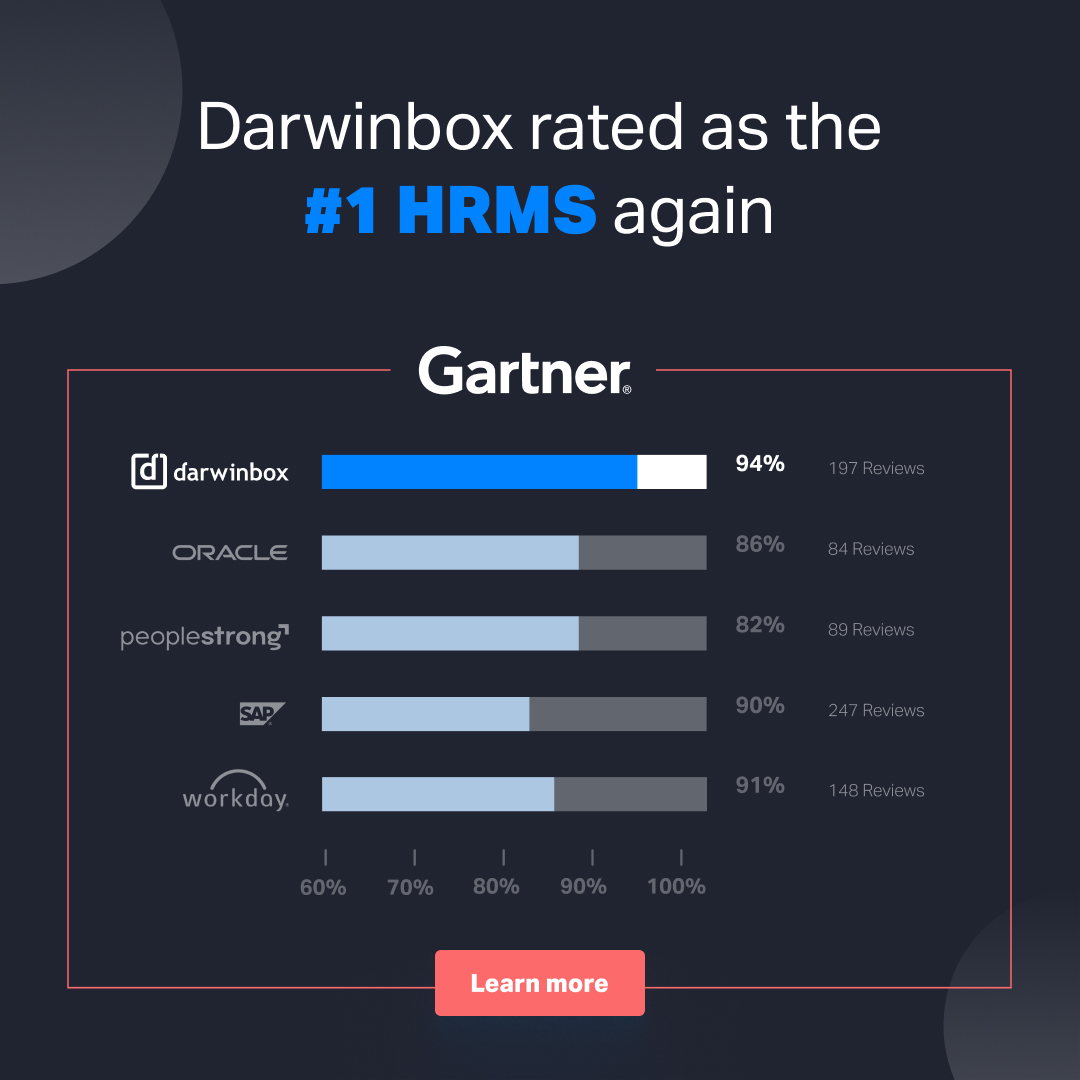 Darwinbox rated as the
#1 HRMS again
Gartner®
d darwinbox 94% 197 Reviews
ORACLE 86% 84 Reviews
peoplestrong 82% 89 Reviews
SAP 90% 247 Reviews
workday. 91% 148 Reviews
60% 70% 80% 90% 100%
Learn more